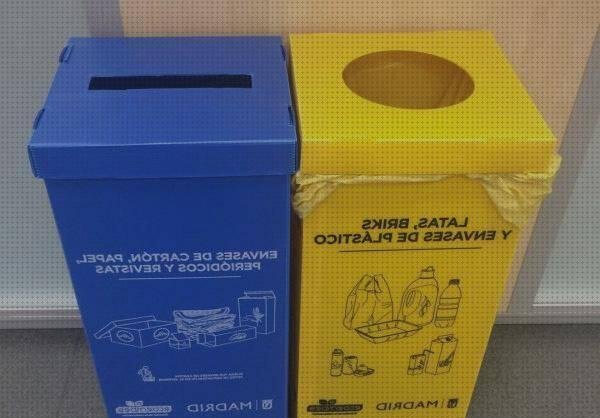 ENVASES DE CARTÓN, PAPEL,
PERIÓDICOS Y REVISTAS
MADRID
LATAS, BRIKS
Y ENVASES DE PLÁSTICO
MADRID